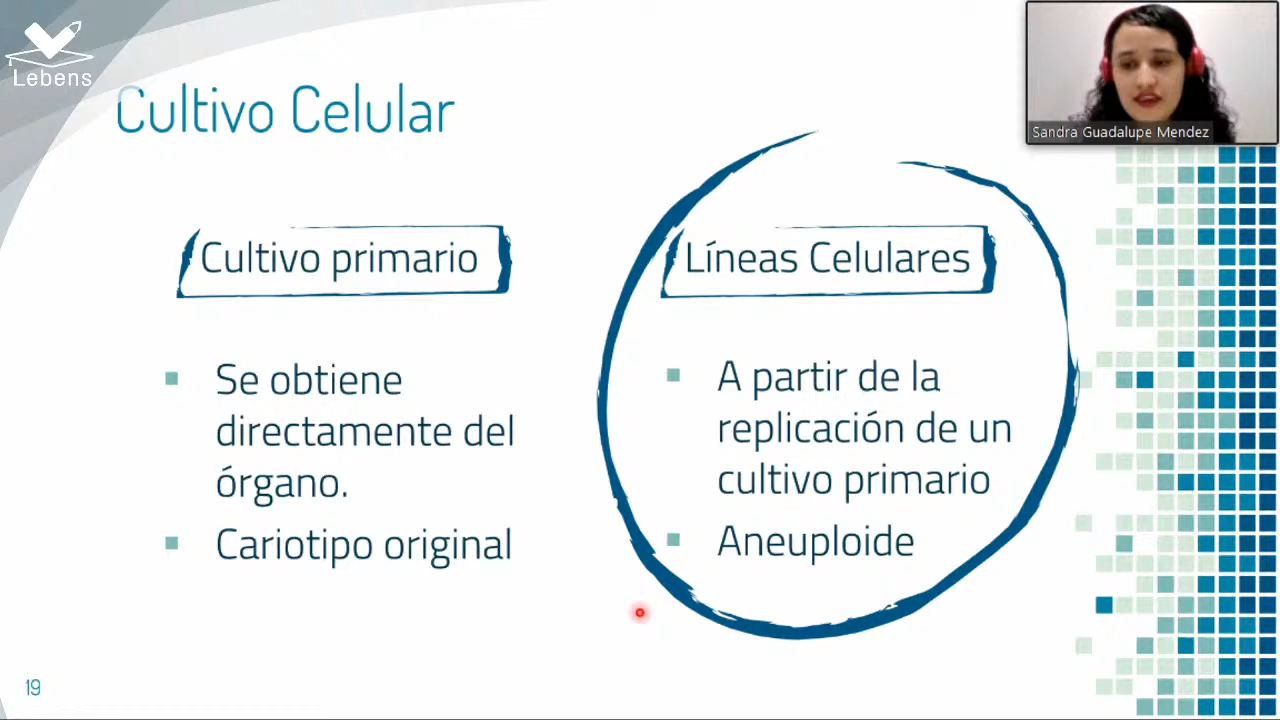 Lebens
Cultivo Celular
Sandra Guadalupe Mendez
Cultivo primario
Se obtiene
directamente del
órgano.
Cariotipo original
Líneas Celulares
A partir de la
replicación de un
cultivo primario
Aneuploide
19